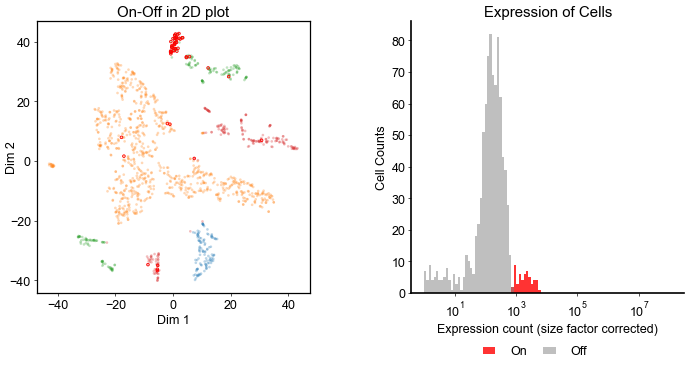 On-Off in 2D plot
Dim 2
40
20
0
−20
−40
−40 −20 0 20 40
Dim 1
Expression of Cells
Cell Counts
80
70
60
50
40
30
20
10
0
10^1 10^3 10^5 10^7
Expression count (size factor corrected)
On Off